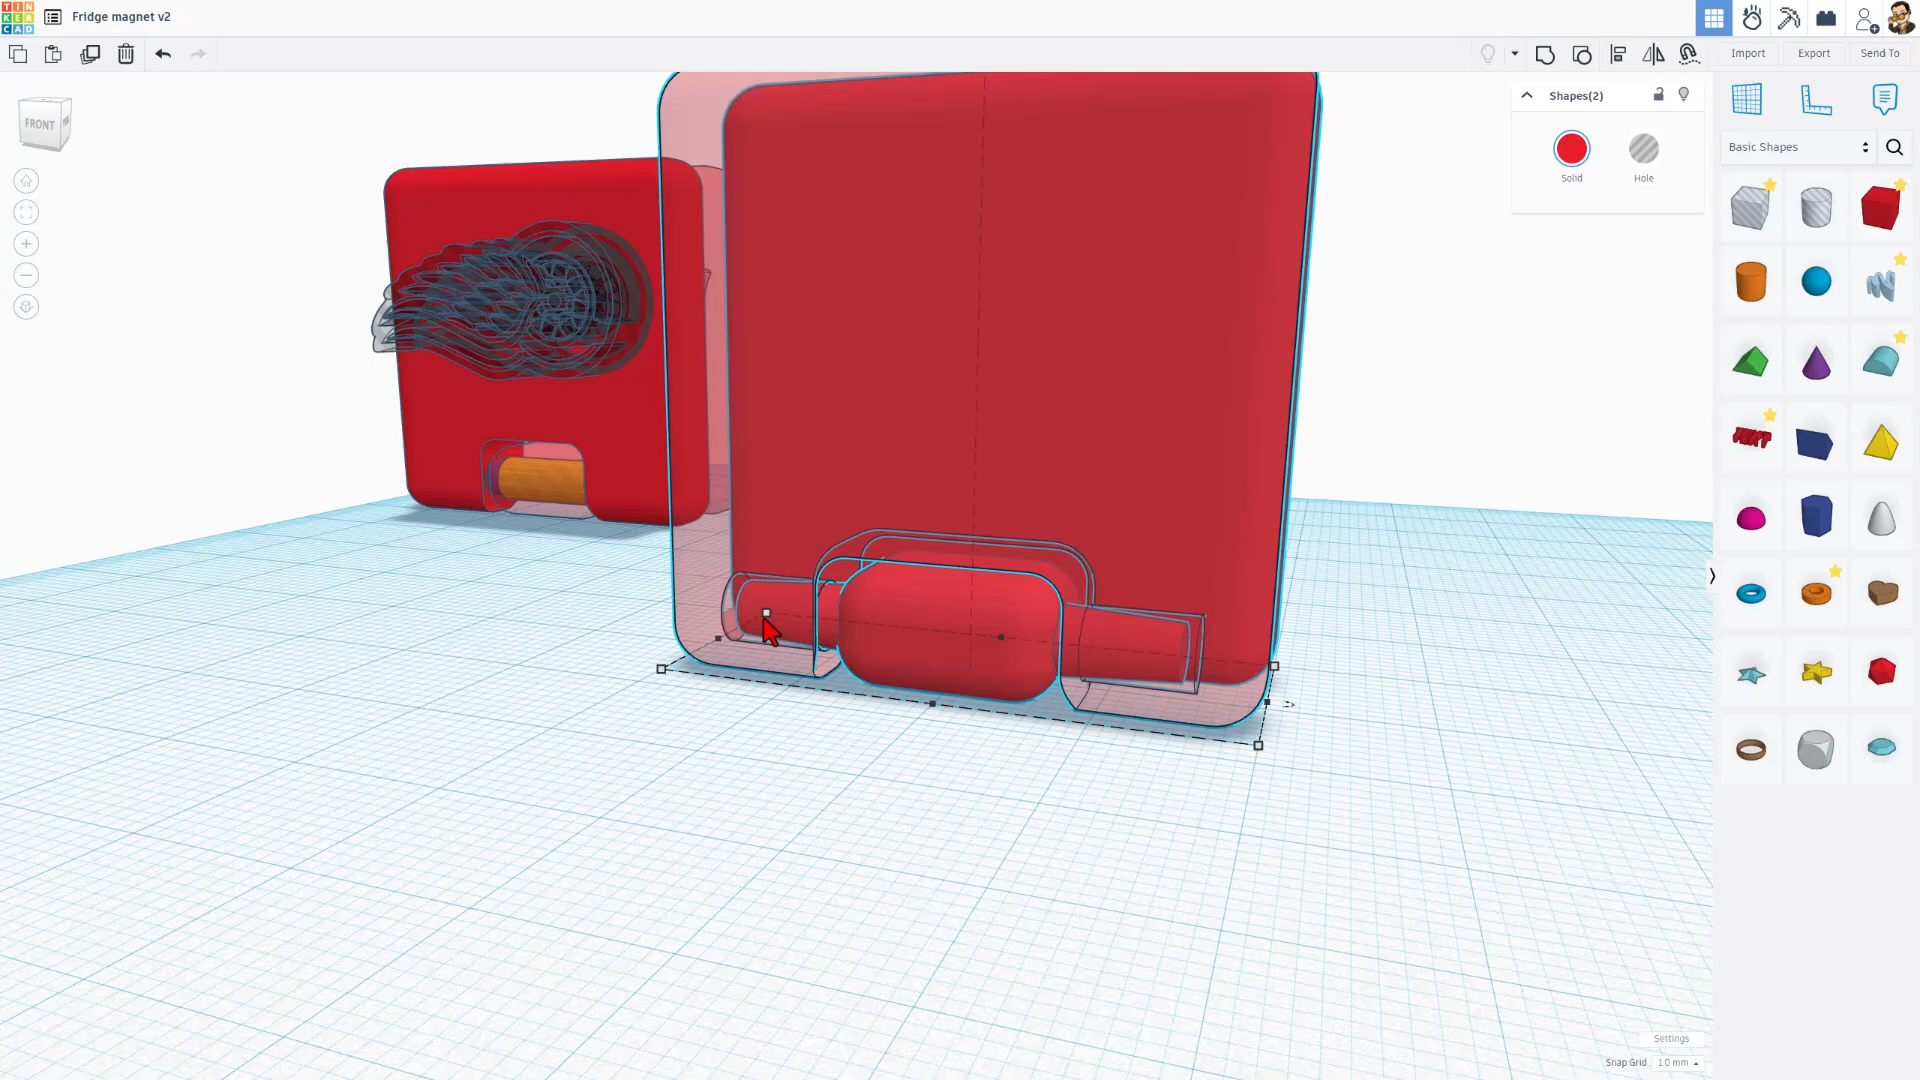 TIN
KER
CAD
Fridge magnet v2
Import
Export
Send To
Shapes(2)
Solid
Hole
FRONT
Basic Shapes
TEXT
Settings
Snap Grid 1.0 mm